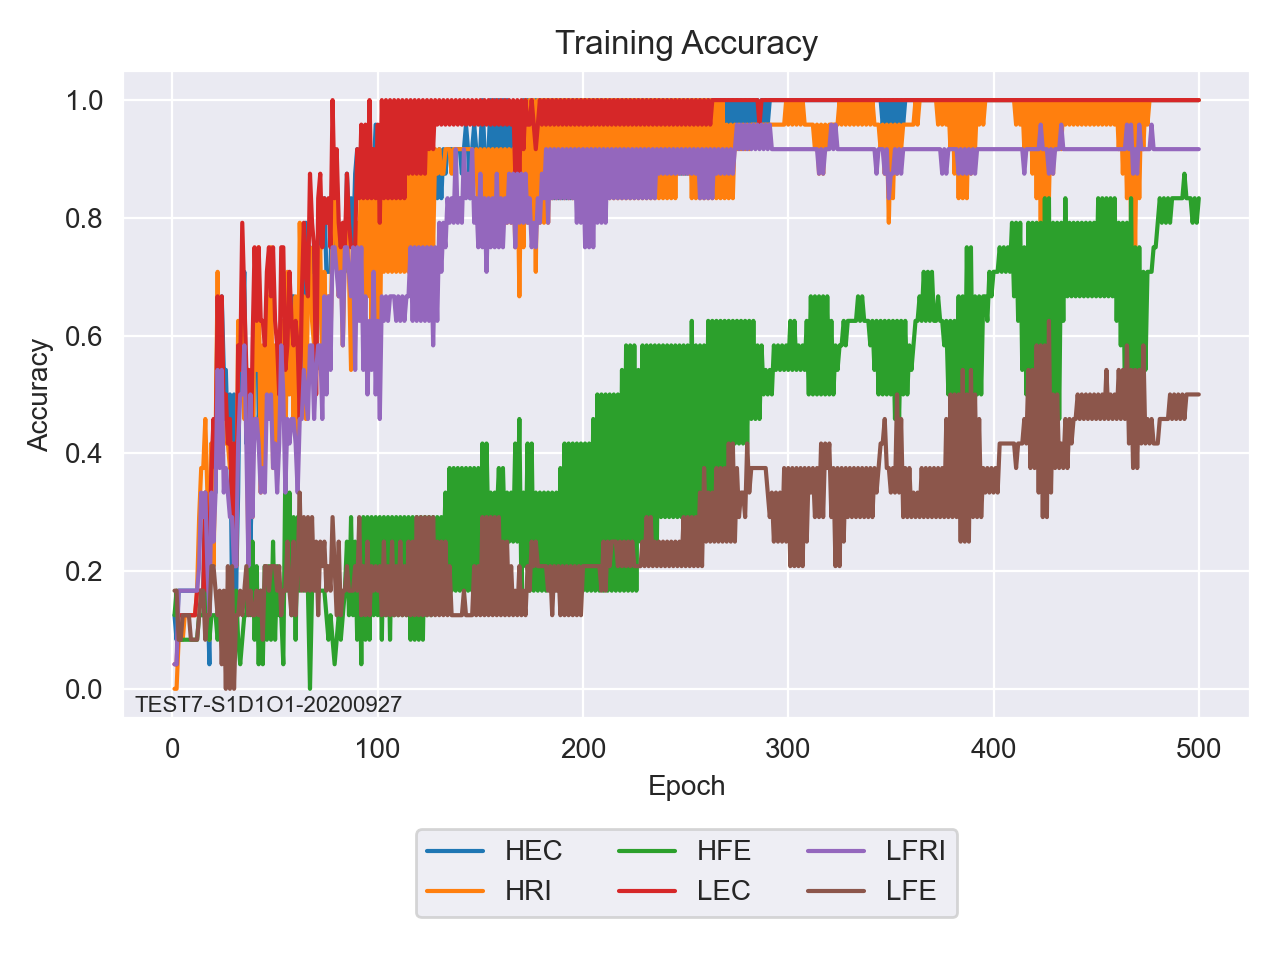 Training Accuracy
1.0
0.8
0.6
0.4
0.2
0.0
Accuracy
TEST7-S1D1O1-20200927
0 100 200 300 400 500
Epoch
HEC HFE LFRI
HRI LEC LFE